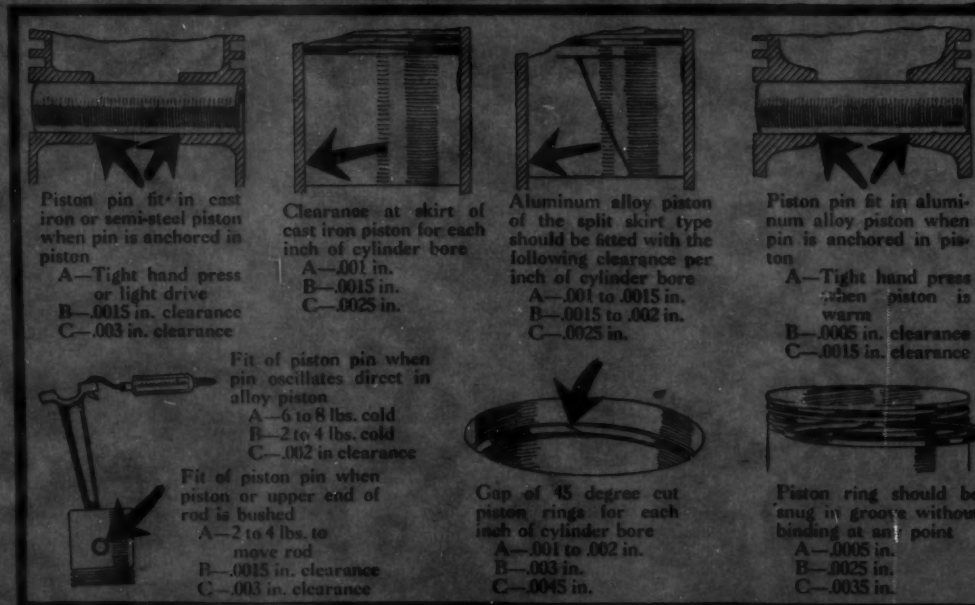 Piston pin fit in cast
iron or semi-steel piston
when pin is anchored in
piston
A—Tight hand press
or light drive
B—.0015 in. clearance
C—.003 in. clearance
Clearance at skirt of
cast iron piston for each
inch of cylinder bore
A—.001 in.
B—.0015 in.
C—.0025 in.
Aluminum alloy piston
of the split skirt type
should be fitted with the
following clearance per
inch of cylinder bore
A—.001 to .0015 in.
B—.0015 to .002 in.
C—.0025 in.
Piston pin fit in alumi-
num alloy piston when
pin is anchored in pis-
ton
A—Tight hand press
when piston is
warm
B—.0005 in. clearance
C—.0015 in. clearance
Fit of piston pin when
pin oscillates direct in
alloy piston
A—6 to 8 lbs. cold
B—2 to 4 lbs. cold
C—.002 in clearance
Fit of piston pin when
piston or upper end of
rod is bushed
A—2 to 4 lbs. to
move rod
B—.0015 in. clearance
C—.003 in. clearance
Gap of 45 degree cut
piston rings for each
inch of cylinder bore
A—.001 to .002 in.
B—.003 in.
C—.0045 in.
Piston ring should be
snug in groove without
binding at any point
A—.0005 in.
B—.0025 in.
C—.0035 in.